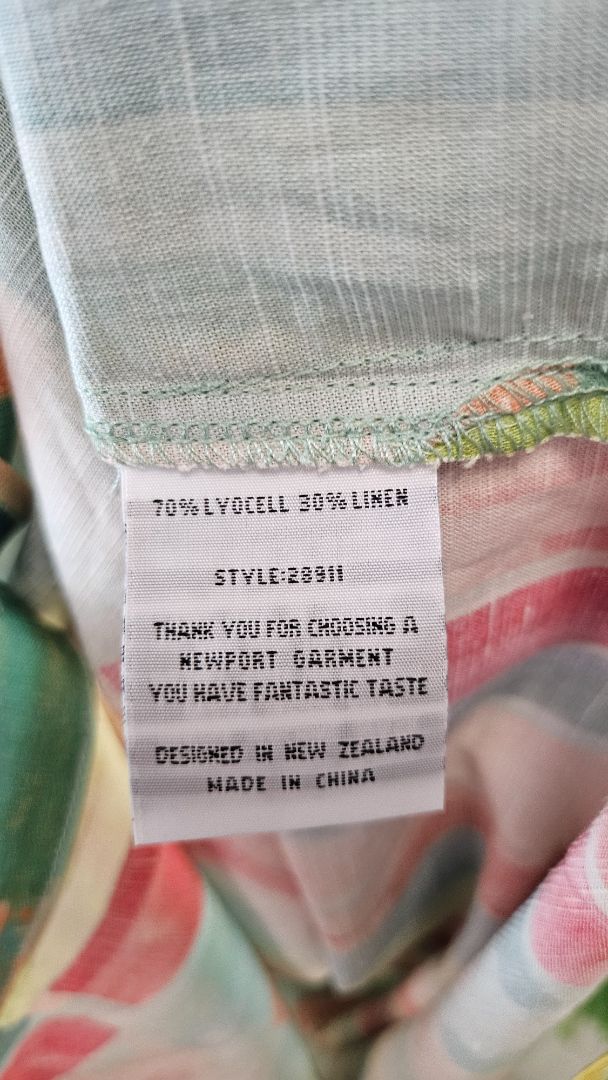 70% LYOCELL 30% LINEN
STYLE:28911
THANK YOU FOR CHOOSING A
NEWPORT GARMENT
YOU HAVE FANTASTIC TASTE
DESIGNED IN NEW ZEALAND
MADE IN CHINA